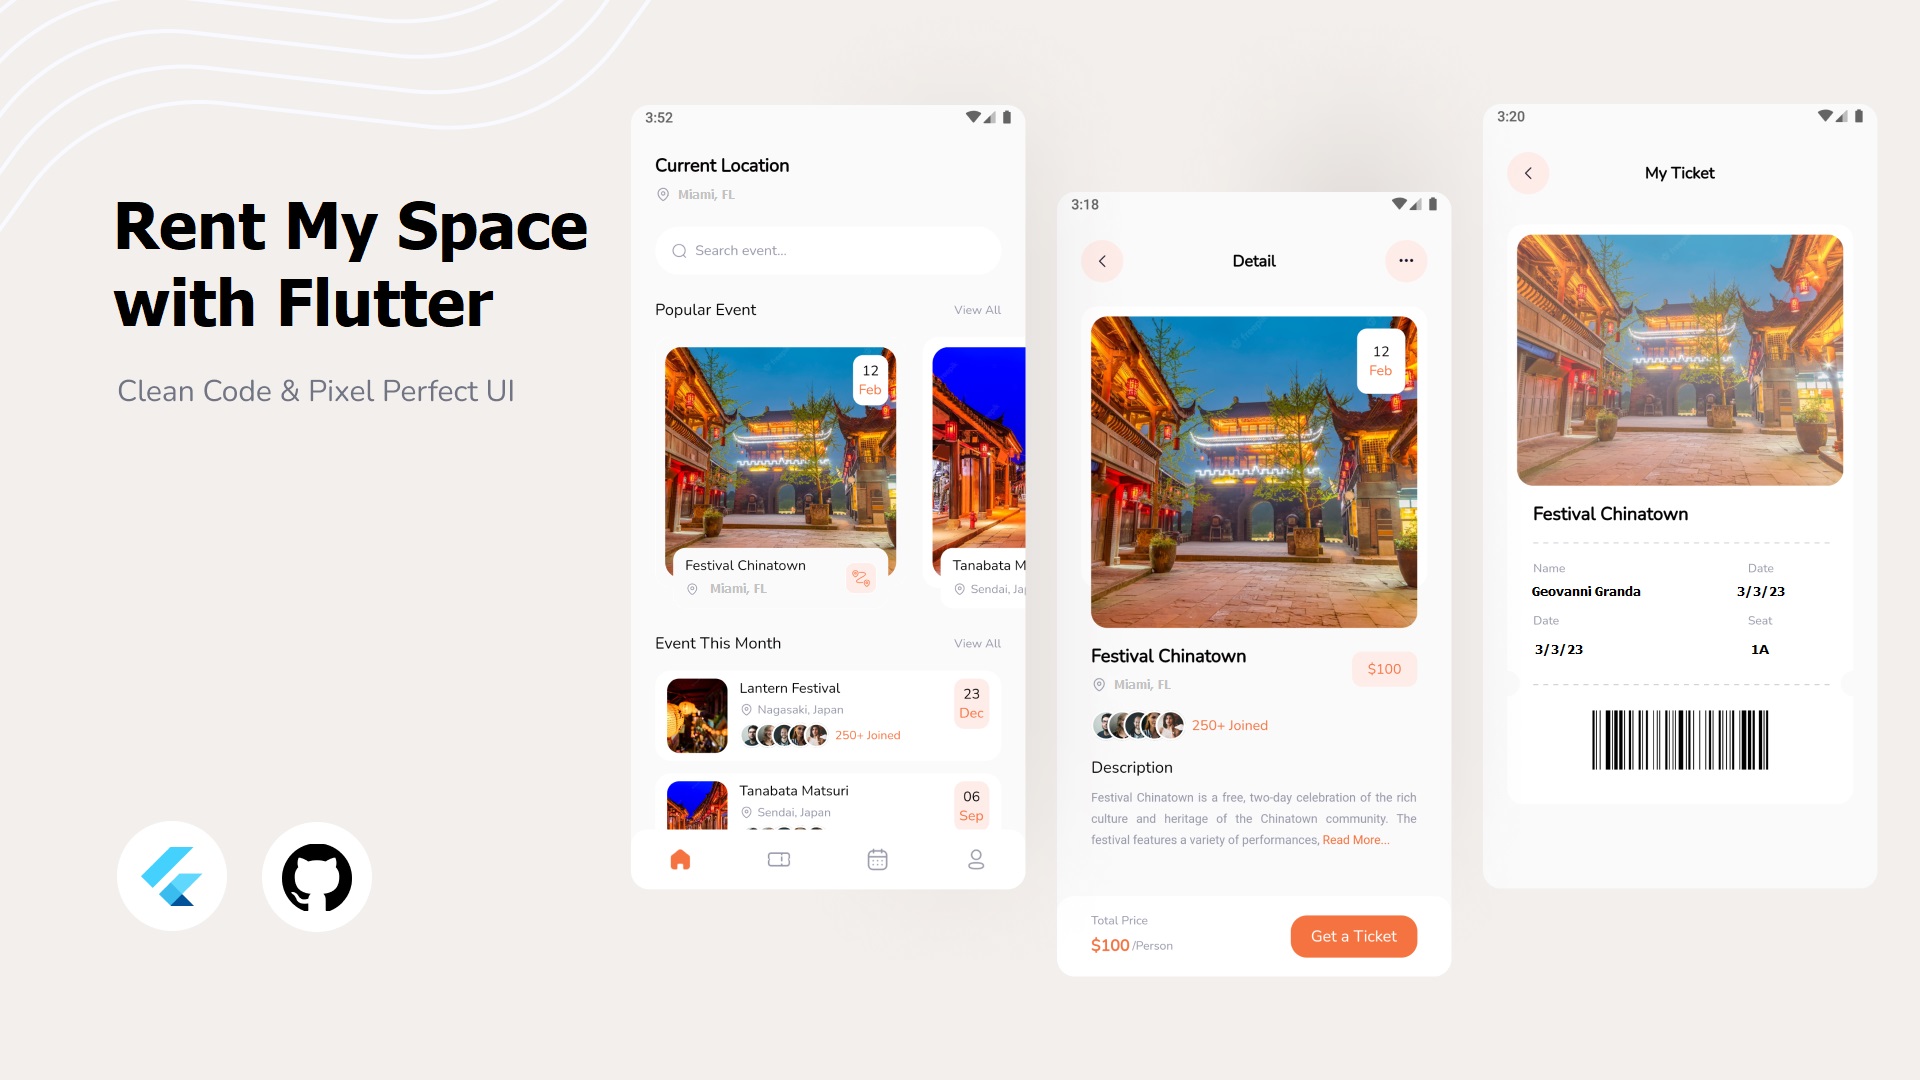 Rent My Space
with Flutter
Clean Code & Pixel Perfect UI
3:52
Current Location
Miami, FL
Search event...
Popular Event
View All
12
Feb
Festival Chinatown
Miami, FL
Tanabata M
Sendai, Ja
Event This Month
View All
Lantern Festival
Nagasaki, Japan
250+ Joined
23
Dec
Tanabata Matsuri
Sendai, Japan
06
Sep
3:18
Detail
12
Feb
Festival Chinatown
$100
Miami, FL
250+ Joined
Description
Festival Chinatown is a free, two-day celebration of the rich
culture and heritage of the Chinatown community. The
festival features a variety of performances, Read More...
Total Price
$100 /Person
Get a Ticket
3:20
My Ticket
Festival Chinatown
Name
Date
Geovanni Granda
3/3/23
Date
Seat
3/3/23
1A